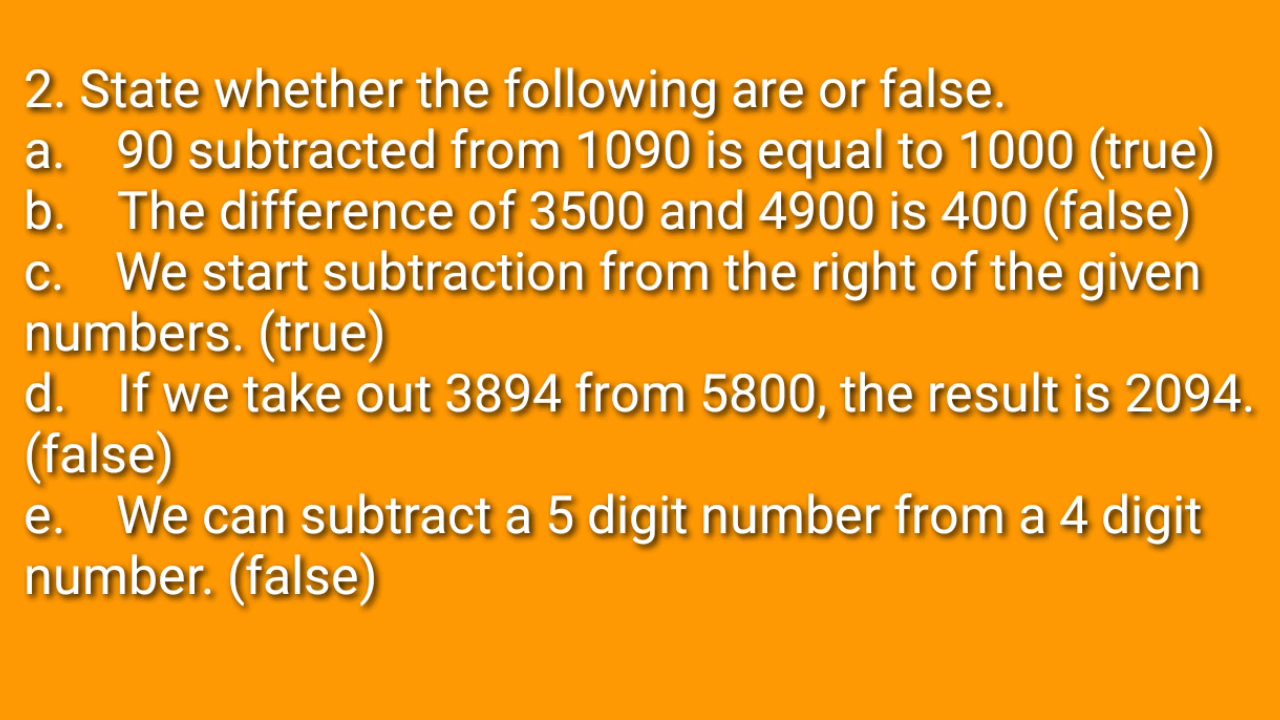 2. State whether the following are or false.
a. 90 subtracted from 1090 is equal to 1000 (true)
b. The difference of 3500 and 4900 is 400 (false)
c. We start subtraction from the right of the given
numbers. (true)
d. If we take out 3894 from 5800, the result is 2094.
(false)
e. We can subtract a 5 digit number from a 4 digit
number. (false)